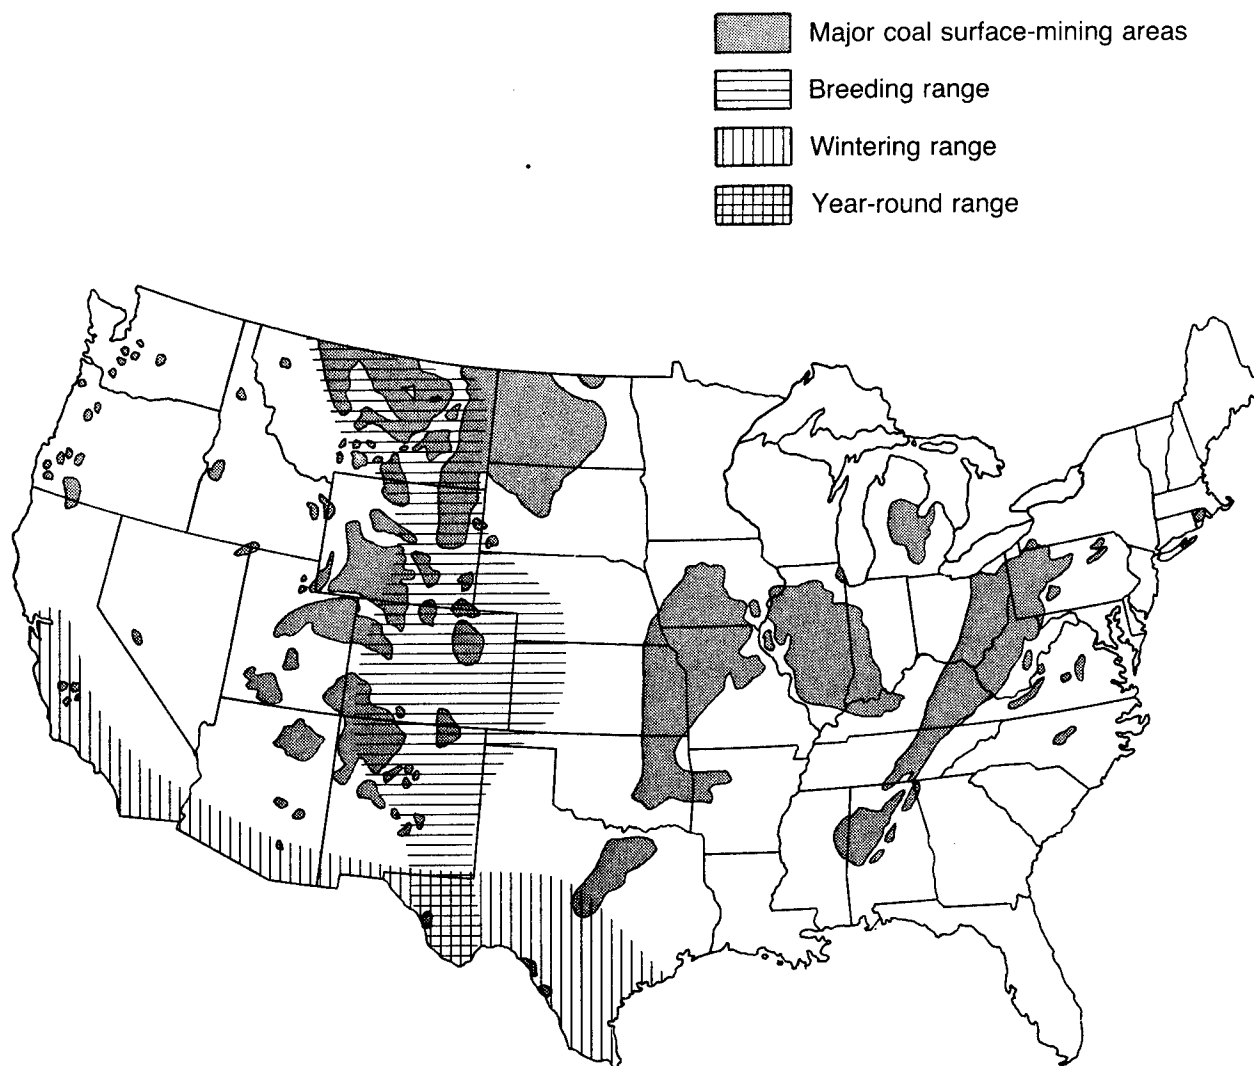 Major coal surface-mining areas
Breeding range
Wintering range
Year-round range